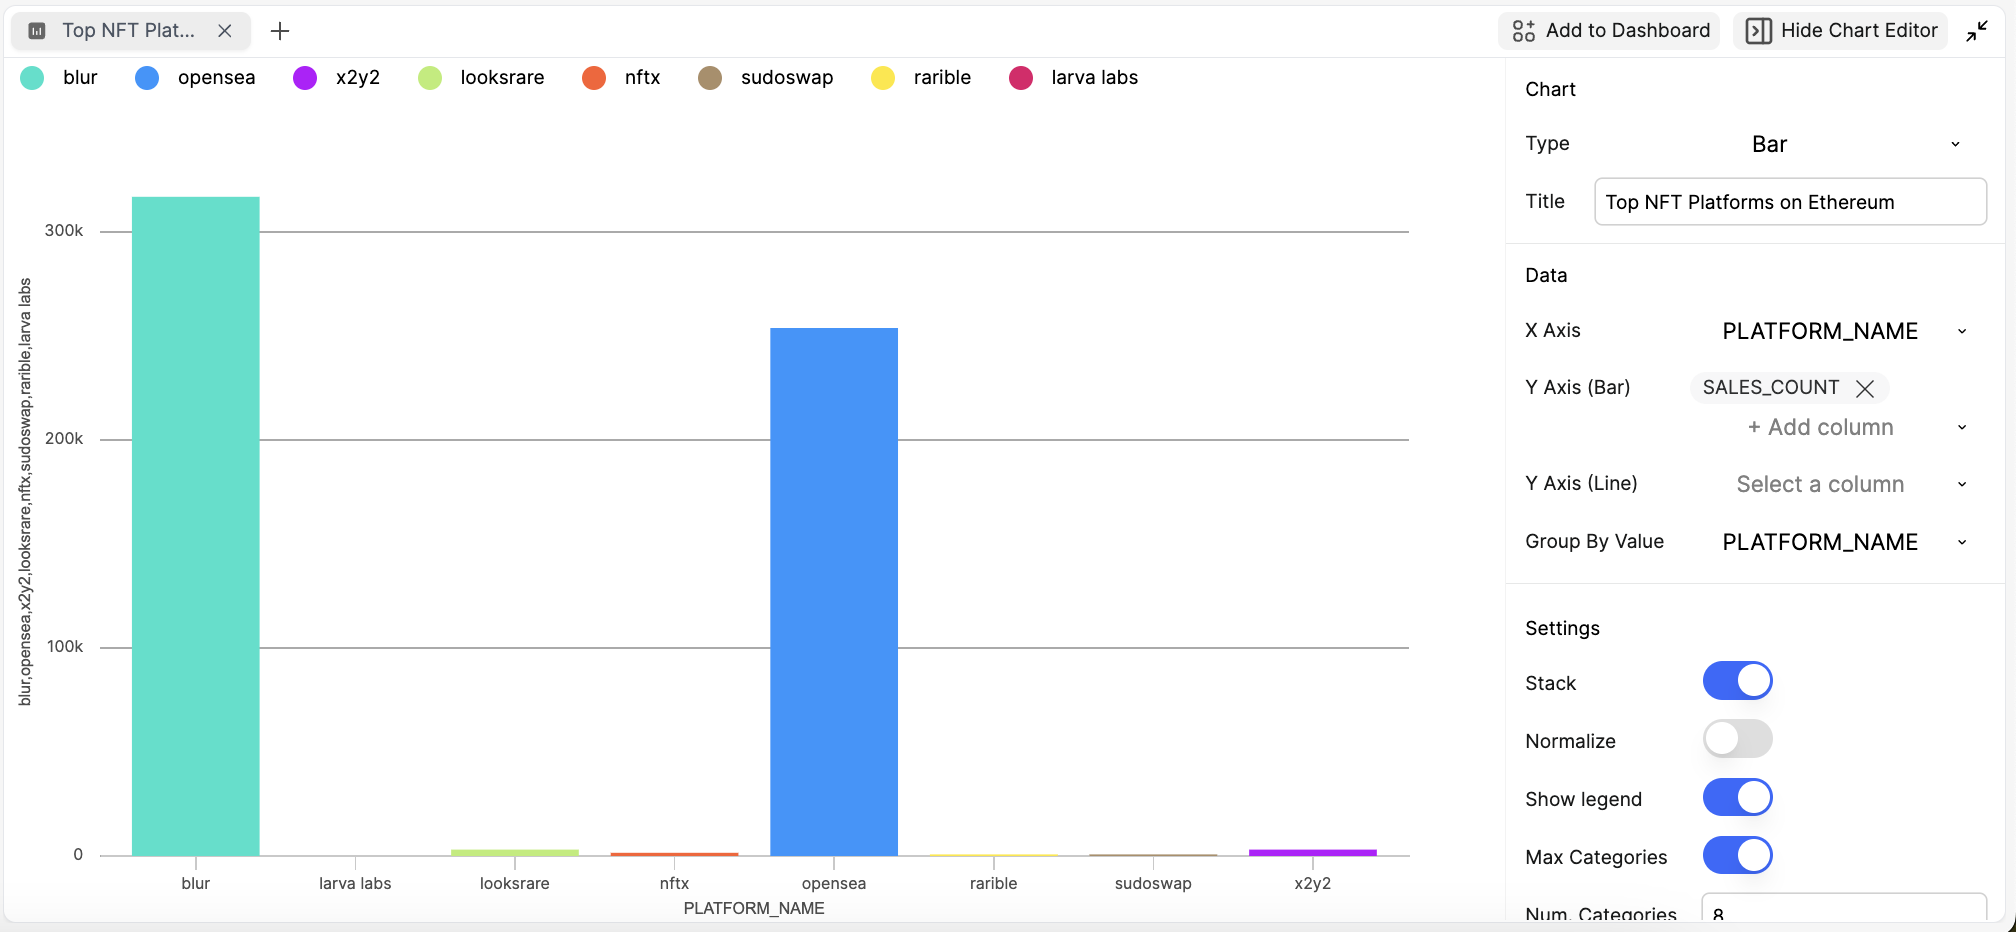 Top NFT Plat...
Add to Dashboard
Hide Chart Editor
blur opensea x2y2 looksrare nftx sudoswap rarible larva labs
blur,opensea,x2y2,looksrare,nftx,sudoswap,rarible,larva labs
300k
200k
100k
0
blur larva labs looksrare nftx opensea rarible sudoswap x2y2
PLATFORM_NAME
Chart
Type Bar
Title Top NFT Platforms on Ethereum
Data
X Axis PLATFORM_NAME
Y Axis (Bar) SALES_COUNT
+ Add column
Y Axis (Line) Select a column
Group By Value PLATFORM_NAME
Settings
Stack
Normalize
Show legend
Max Categories
Num. Categories 8